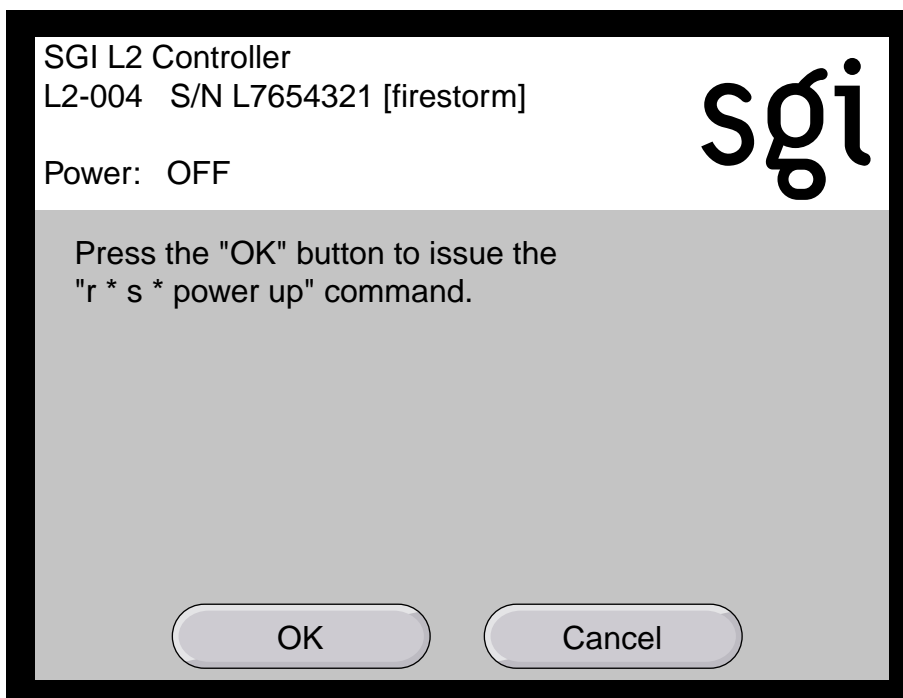 SGI L2 Controller
L2-004 S/N L7654321 [firestorm]
sgi
Power: OFF
Press the "OK" button to issue the
"r * s * power up" command.
OK
Cancel